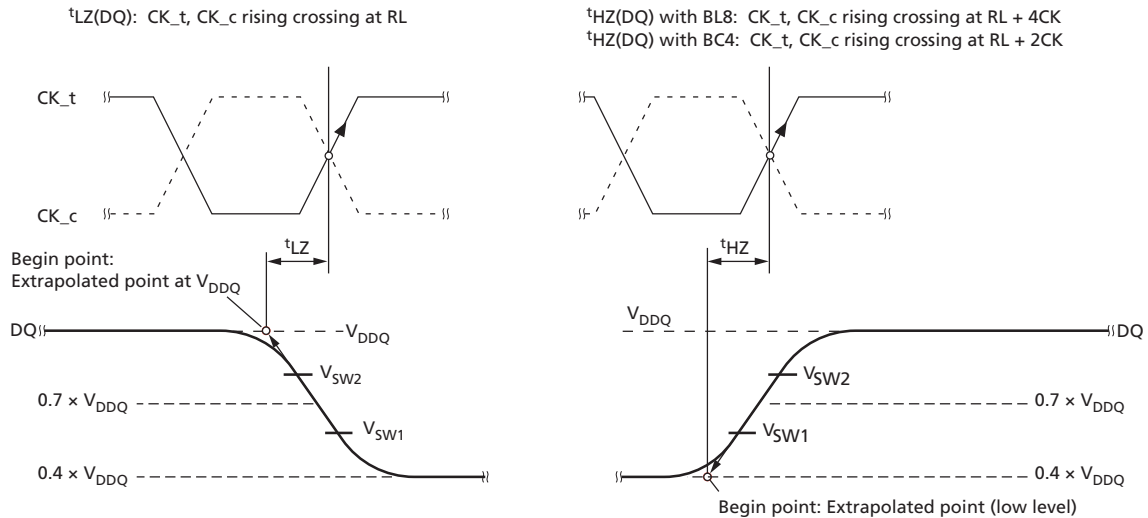 tLZ(DQ): CK_t, CK_c rising crossing at RL
tHZ(DQ) with BL8: CK_t, CK_c rising crossing at RL + 4CK
tHZ(DQ) with BC4: CK_t, CK_c rising crossing at RL + 2CK
CK_t
CK_c
tLZ
tHZ
Begin point:
Extrapolated point at VDDQ
DQ
VDDQ
VSW2
0.7 × VDDQ
VSW1
0.4 × VDDQ
VDDQ
DQ
VSW2
0.7 × VDDQ
VSW1
0.4 × VDDQ
Begin point: Extrapolated point (low level)